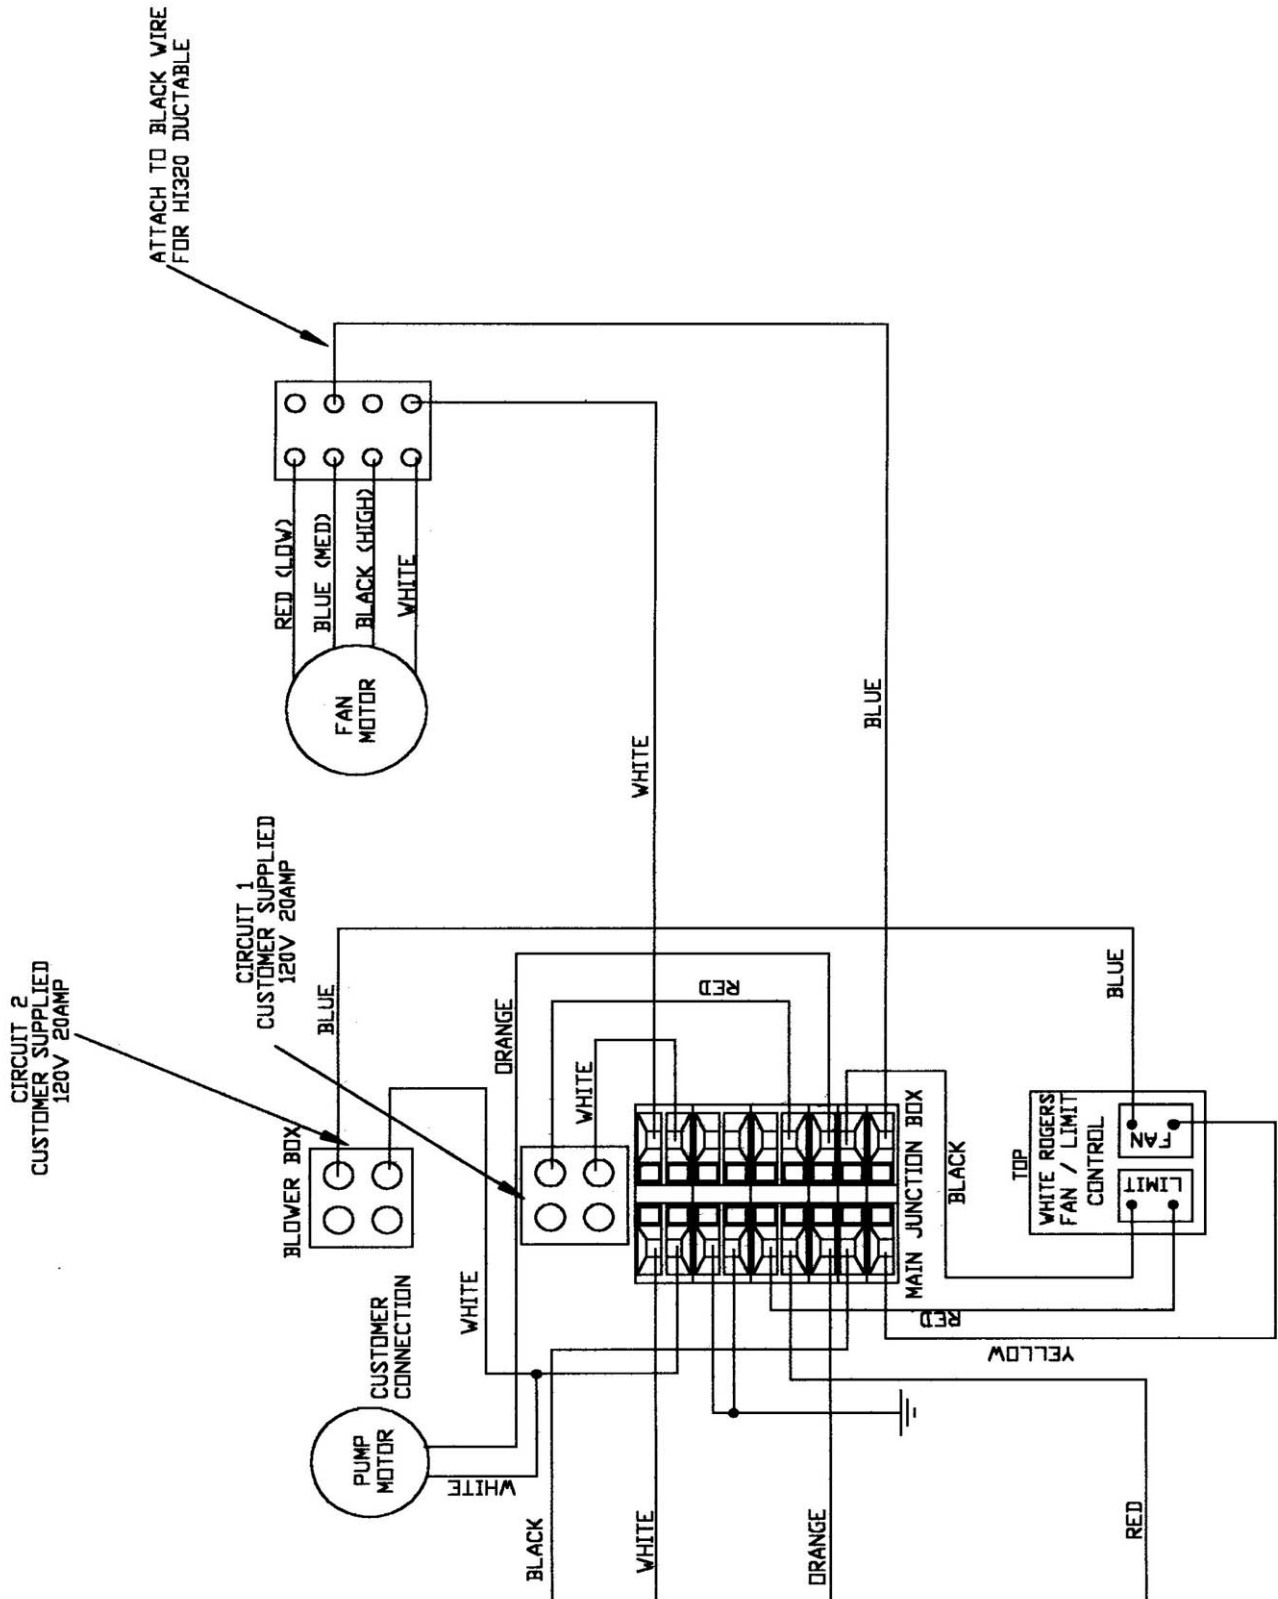 ATTACH TO BLACK WIRE
FOR HI320 DUCTABLE
RED (LOW)
BLUE (MED)
BLACK (HIGH)
WHITE
FAN
MOTOR
WHITE
BLUE
CIRCUIT 2
CUSTOMER SUPPLIED
120V 20AMP
CIRCUIT 1
CUSTOMER SUPPLIED
120V 20AMP
BLUE
ORANGE
RED
WHITE
BLUE
BLOWER BOX
MAIN JUNCTION BOX
BLACK
TOP
WHITE ROGERS
FAN / LIMIT
CONTROL
FAN
LIMIT
CUSTOMER
CONNECTION
WHITE
RED
YELLOW
PUMP
MOTOR
WHITE
BLACK
WHITE
ORANGE
RED